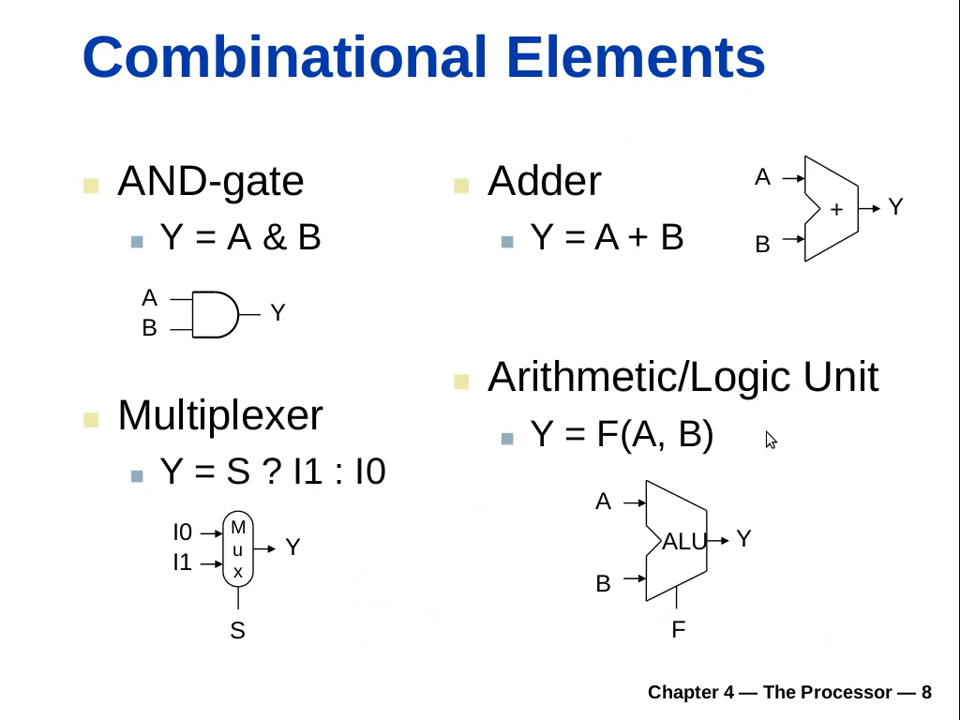 Combinational Elements
AND-gate
Y = A & B
A
B
Y
Multiplexer
Y = S ? I1 : I0
I0
I1
M
u
x
Y
S
Adder
Y = A + B
A
B
+
Y
Arithmetic/Logic Unit
Y = F(A, B)
A
B
ALU
Y
F
Chapter 4 — The Processor — 8